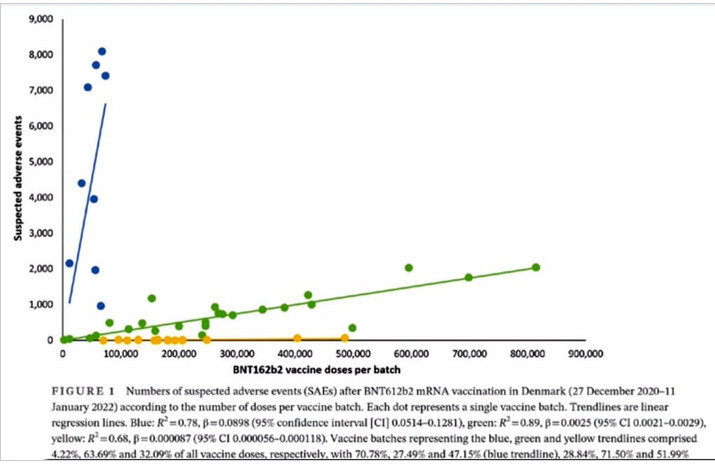 9,000
8,000
7,000
6,000
5,000
4,000
3,000
2,000
1,000
0
Suspected adverse events
0 100,000 200,000 300,000 400,000 500,000 600,000 700,000 800,000 900,000
BNT162b2 vaccine doses per batch
FIGURE 1 Numbers of suspected adverse events (SAEs) after BNT612b2 mRNA vaccination in Denmark (27 December 2020–11
January 2022) according to the number of doses per vaccine batch. Each dot represents a single vaccine batch. Trendlines are linear
regression lines. Blue: R²=0.78, β=0.0898 (95% confidence interval [CI] 0.0514–0.1281), green: R²=0.89, β=0.0025 (95% CI 0.0021–0.0029),
yellow: R²=0.68, β=0.000087 (95% CI 0.000056–0.000118). Vaccine batches representing the blue, green and yellow trendlines comprised
4.22%, 63.69% and 32.09% of all vaccine doses, respectively, with 70.78%, 27.49% and 47.15% (blue trendline), 28.84%, 71.50% and 51.99%